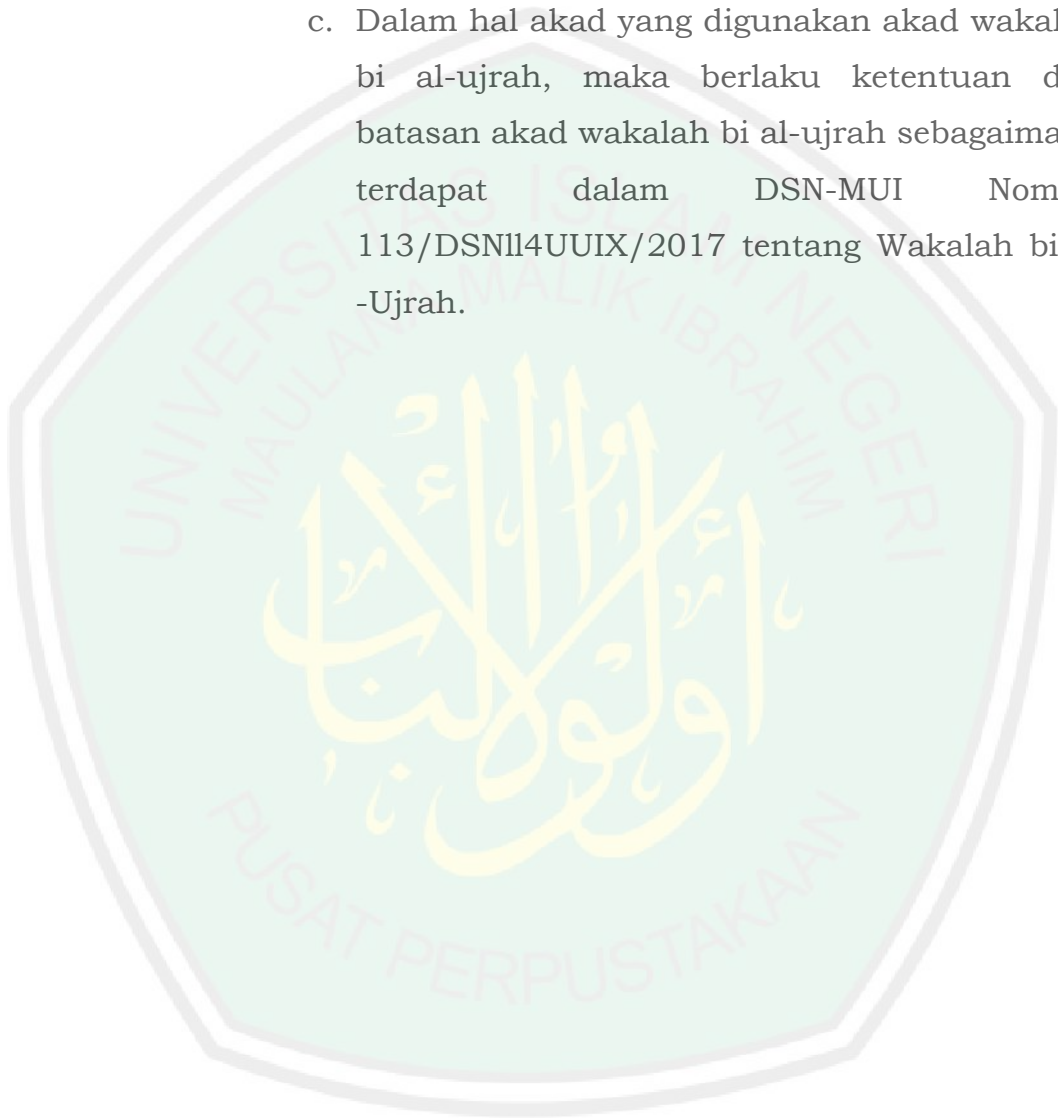 c. Dalam hal akad yang digunakan akad wakal
bi al-ujrah, maka berlaku ketentuan d
batasan akad wakalah bi al-ujrah sebagaima
terdapat dalam DSN-MUI Nom
113/DSNll4UUIX/2017 tentang Wakalah bi
-Ujrah.
UNIVERSITAS ISLAM NEGERI
MAULANA MALIK IBRAHIM
أولوا الألباب
PUSAT PERPUSTAKAAN